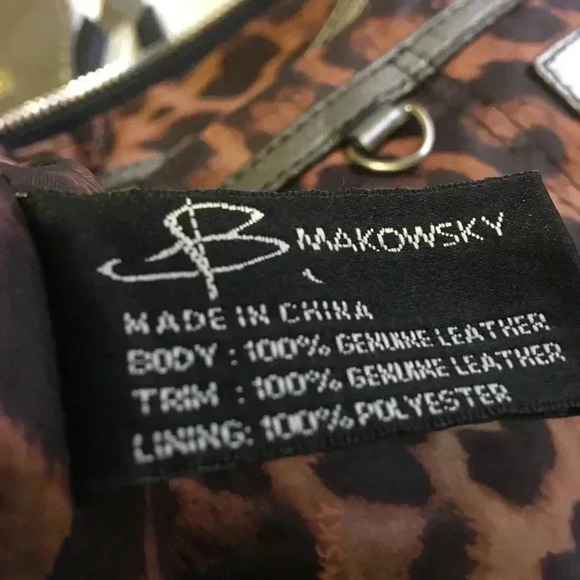 B MAKOWSKY
MADE IN CHINA
BODY : 100% GENUINE LEATHER
TRIM : 100% GENUINE LEATHER
LINING: 100% POLYESTER